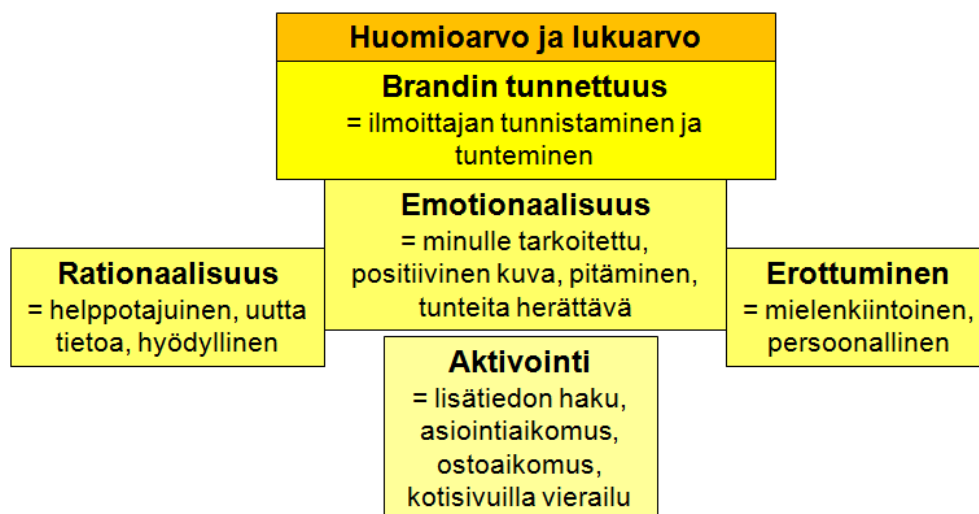 Huomioarvo ja lukuarvo
Brandin tunnettuus
= ilmoittajan tunnistaminen ja
tunteminen
Emotionaalisuus
= minulle tarkoitettu,
positiivinen kuva, pitäminen,
tunteita herättävä
Rationaalisuus
= helppotajuinen, uutta
tietoa, hyödyllinen
Erottuminen
= mielenkiintoinen,
persoonallinen
Aktivointi
= lisätiedon haku,
asiointiaikomus,
ostoaikomus,
kotisivuilla vierailu